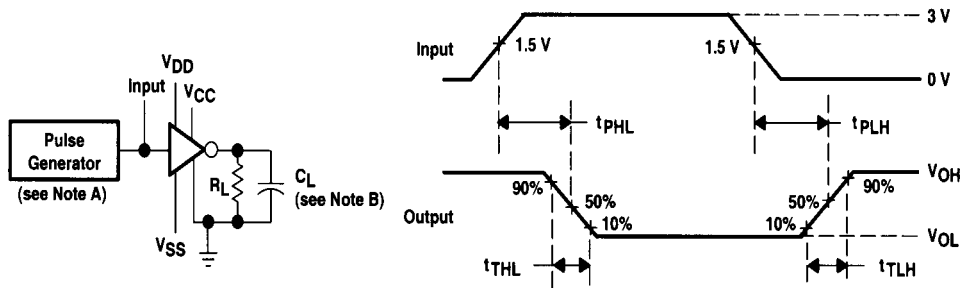 Input
VDD
VCC
Pulse
Generator
(see Note A)
RL
CL
(see Note B)
VSS
Input
1.5 V
1.5 V
3 V
0 V
tPHL
tPLH
Output
90%
50%
10%
10%
50%
90%
VOH
VOL
tTHL
tTLH